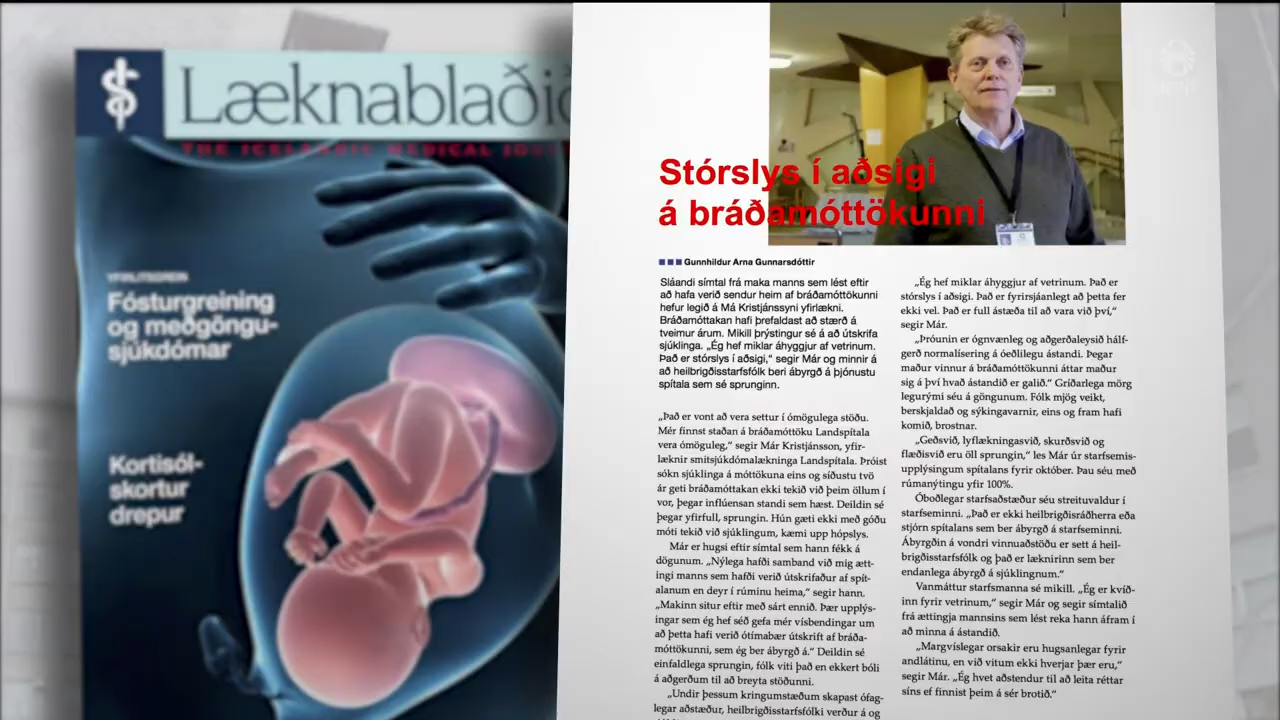 Læknablaðið
THE ICELANDIC MEDICAL
YFIRLITSGREIN
Fósturgreining
og meðgöngu-
sjúkdómar
Kortisól-
skortur
drepur
Stórslys í aðsigi
á bráðamóttökunni
Gunnhildur Arna Gunnarsdóttir
Sláandi símtal frá maka manns sem lést eftir
að hafa verið sendur heim af bráðamóttökunni
hefur legið á Má Kristjánssyni yfirlækni.
Bráðamóttakan hafi þrefaldast að stærð á
tveimur árum. Mikill þrýstingur sé á að útskrifa
sjúklinga. „Ég hef miklar áhyggjur af vetrinum.
Það er stórslys í aðsigi,“ segir Már og minnir á
að heilbrigðisstarfsfólk beri ábyrgð á þjónustu
spítala sem sé sprunginn.
„Það er vont að vera settur í ómögulega stöðu.
Mér finnst staðan á bráðamóttöku Landspítala
vera ómöguleg,“ segir Már Kristjánsson, yfir-
læknir smitsjúkdómalækninga Landspítala. Þróist
sókn sjúklinga á móttökuna eins og síðustu tvö
ár geti bráðamóttakan ekki tekið við þeim öllum í
vor, þegar inflúensan standi sem hæst. Deildin sé
þegar yfirfull, sprungin. Hún gæti ekki með góðu
móti tekið við sjúklingum, kæmi upp hópslys.
Már er hugsi eftir símtal sem hann fékk á
dögunum. „Nýlega hafði samband við mig ætt-
ingi manns sem hafði verið útskrifaður af spít-
alanum en deyr í rúminu heima,“ segir hann.
„Makinn situr eftir með sárt ennið. Þær upplýs-
ingar sem ég hef séð gefa mér vísbendingar um
að þetta hafi verið ótímabær útskrift af bráða-
móttökunni, sem ég ber ábyrgð á.“ Deildin sé
einfaldlega sprungin, fólk viti það en ekkert bóli
á aðgerðum til að breyta stöðunni.
„Undir þessum kringumstæðum skapast ófag-
legar aðstæður, heilbrigðisstarfsfólki verður á og
„Ég hef miklar áhyggjur af vetrinum. Það er
stórslys í aðsigi. Það er fyrirsjáanlegt að þetta fer
ekki vel. Það er full ástæða til að vara við því,“
segir Már.
„Þróunin er ógnvænleg og aðgerðaleysið hálf-
gerð normalísering á óeðlilegu ástandi. Þegar
maður vinnur á bráðamóttökunni áttar maður
sig á því hvað ástandið er galið.“ Gríðarlega mörg
legurými séu á göngunum. Fólk mjög veikt,
berskjaldað og sýkingavarnir, eins og fram hafi
komið, brostnar.
„Geðsvið, lyflækningasvið, skurðsvið og
flæðisvið eru öll sprungin,“ les Már úr starfsemis-
upplýsingum spítalans fyrir október. Þau séu með
rúmanýtingu yfir 100%.
Óboðlegar starfsaðstæður séu streituvaldur í
starfseminni. „Það er ekki heilbrigðisráðherra eða
stjórn spítalans sem ber ábyrgð á starfseminni.
Ábyrgðin á vondri vinnuaðstöðu er sett á heil-
brigðisstarfsfólk og það er læknirinn sem ber
endanlega ábyrgð á sjúklingnum.“
Vanmáttur starfsmanna sé mikill. „Ég er kvíð-
inn fyrir vetrinum,“ segir Már og segir símtalið
frá ættingja mannsins sem lést reka hann áfram í
að minna á ástandið.
„Margvíslegar orsakir eru hugsanlegar fyrir
andlátinu, en við vitum ekki hverjar þær eru,“
segir Már. „Ég hvet aðstendur til að leita réttar
síns ef finnist þeim á sér brotið.“